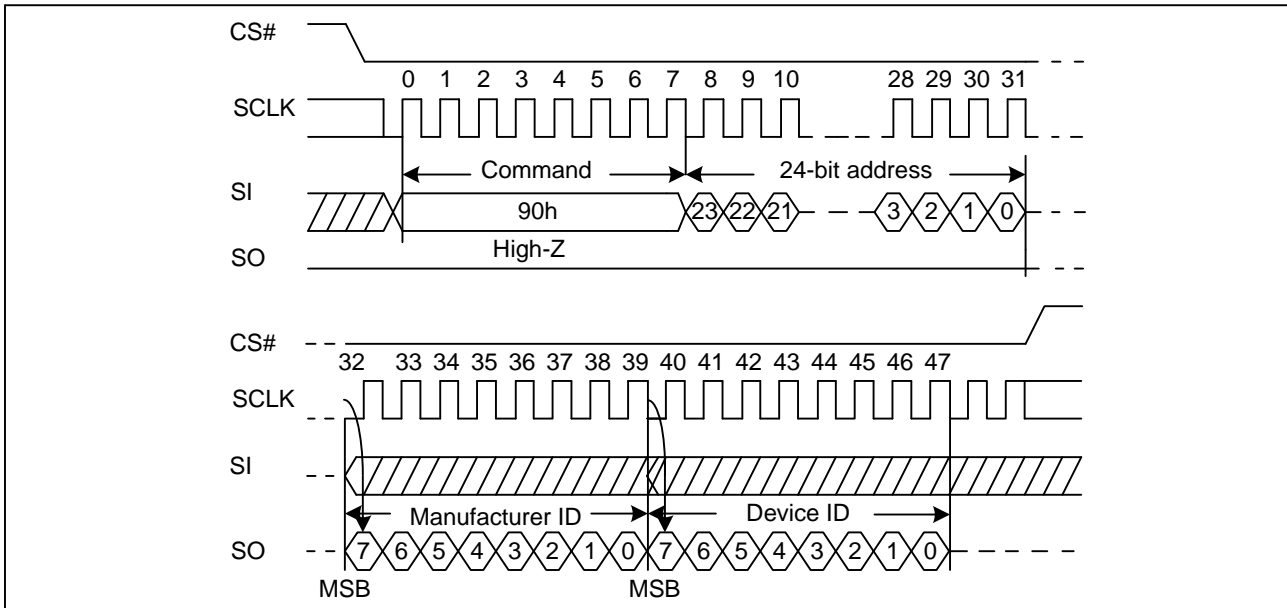 CS#
0 1 2 3 4 5 6 7 8 9 10 28 29 30 31
SCLK
Command 24-bit address
SI
90h 23 22 21 3 2 1 0
High-Z
SO
CS#
32 33 34 35 36 37 38 39 40 41 42 43 44 45 46 47
SCLK
SI
Manufacturer ID Device ID
SO 7 6 5 4 3 2 1 0 7 6 5 4 3 2 1 0
MSB MSB